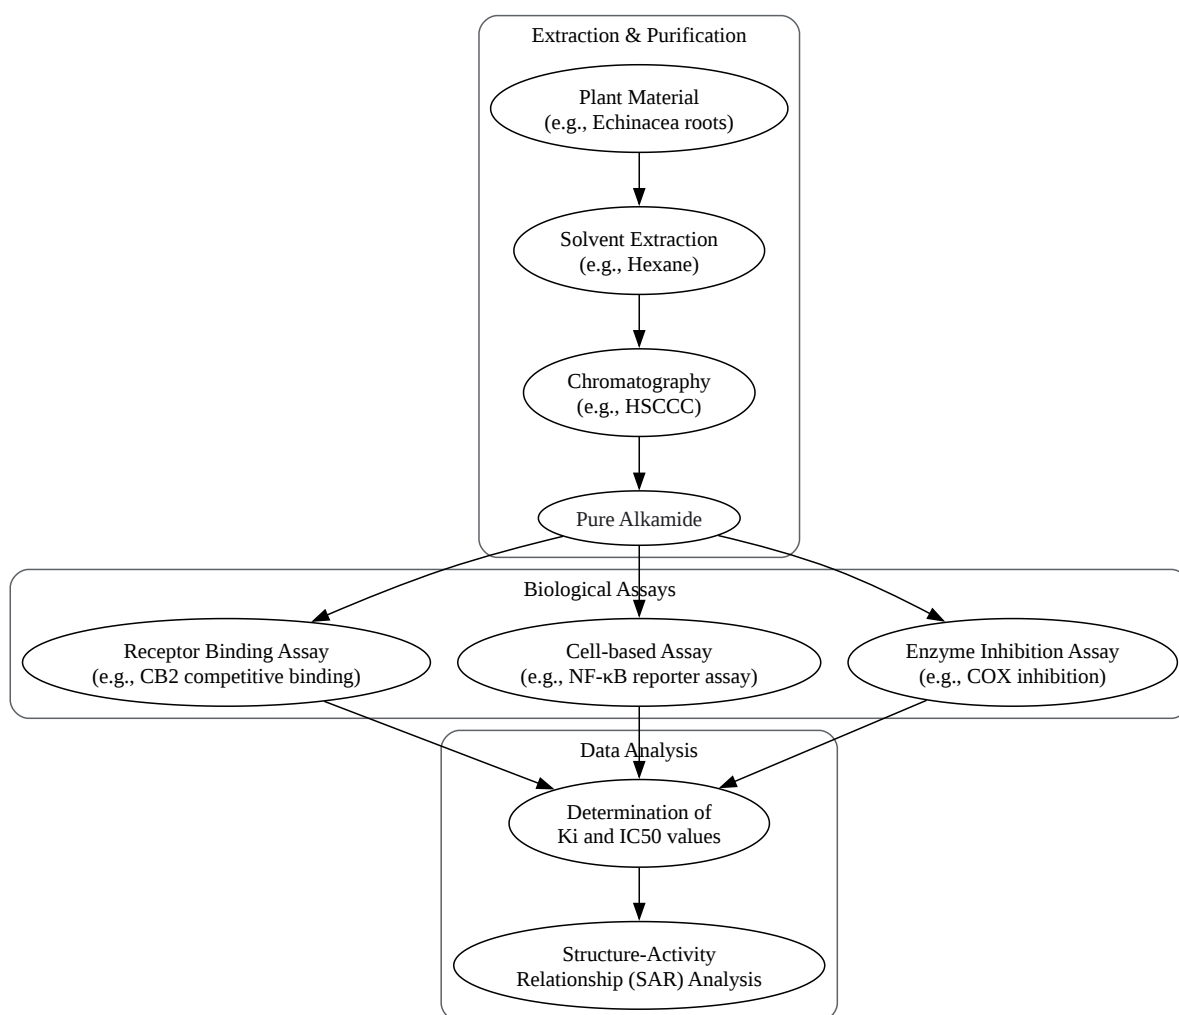 Extraction & Purification
Plant Material
(e.g., Echinacea roots)
Solvent Extraction
(e.g., Hexane)
Chromatography
(e.g., HSCCC)
Pure Alkamide
Biological Assays
Receptor Binding Assay
(e.g., CB2 competitive binding)
Cell-based Assay
(e.g., NF-κB reporter assay)
Enzyme Inhibition Assay
(e.g., COX inhibition)
Data Analysis
Determination of
Ki and IC50 values
Structure-Activity
Relationship (SAR) Analysis